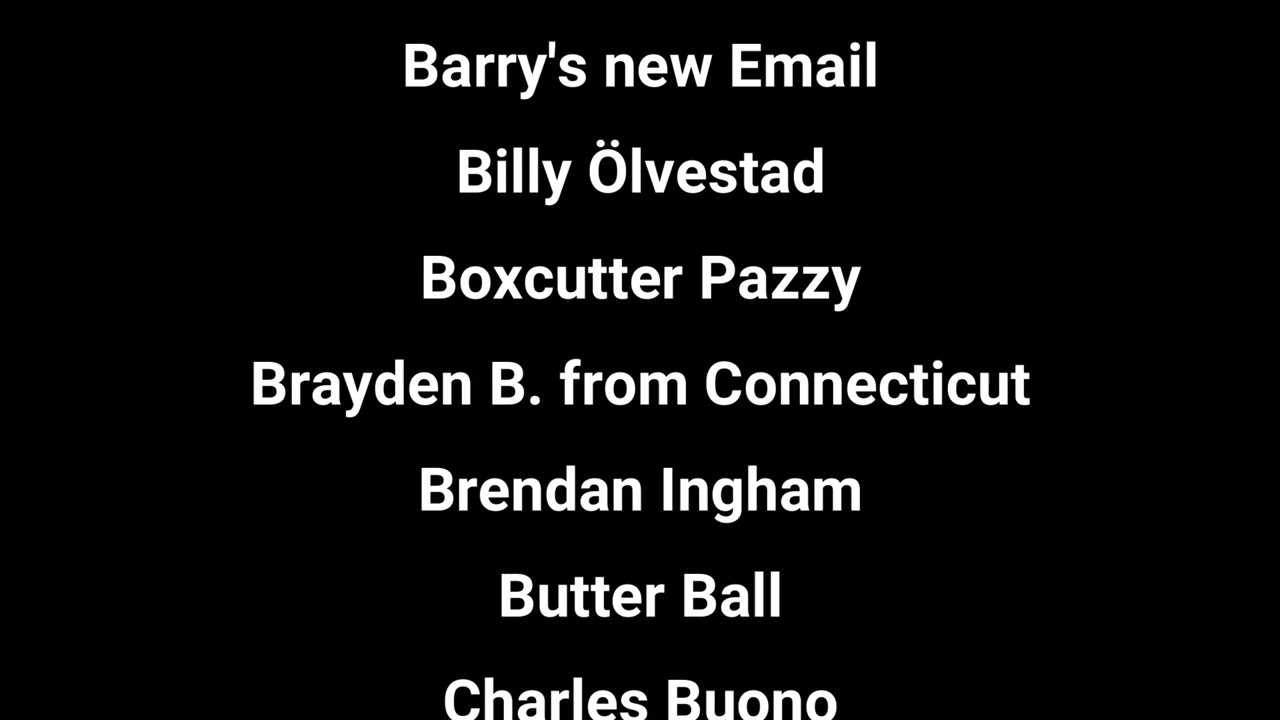 Barry's new Email
Billy Ölvestad
Boxcutter Pazzy
Brayden B. from Connecticut
Brendan Ingham
Butter Ball
Charles Buono